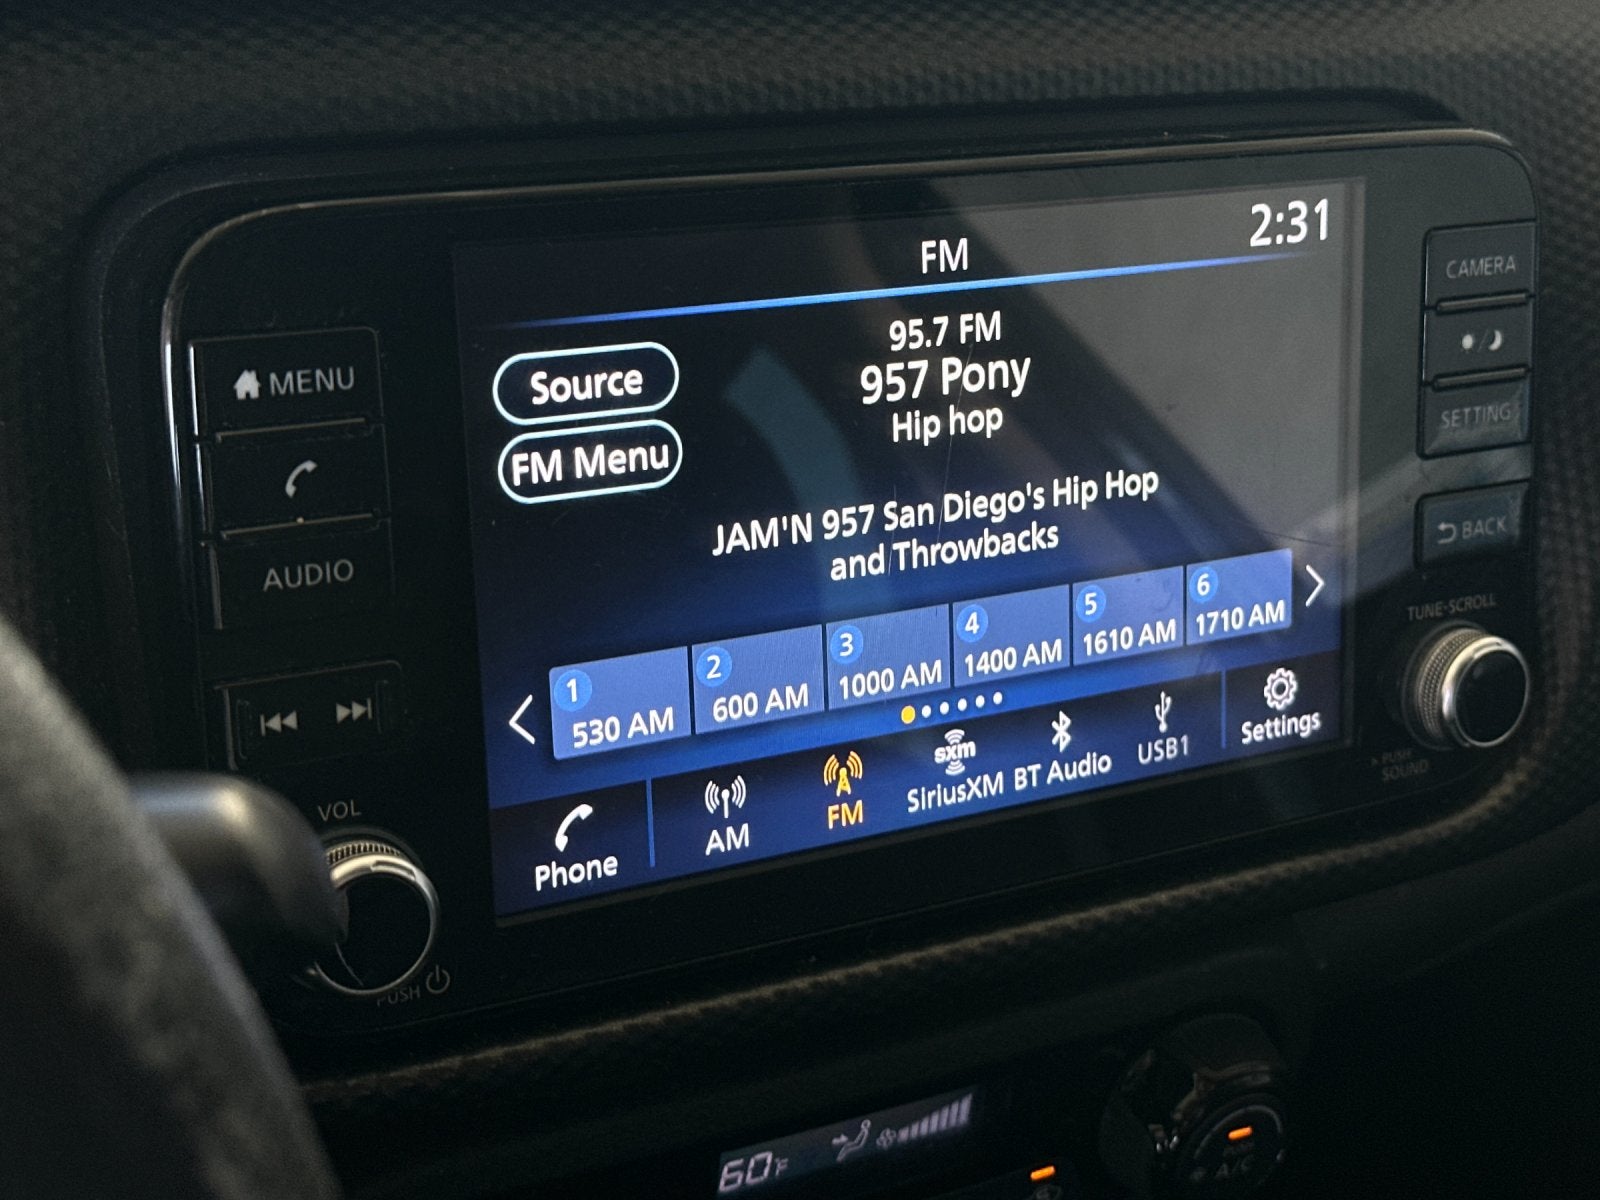 2:31
FM
95.7 FM
957 Pony
Hip hop
Source
FM Menu
JAM'N 957 San Diego's Hip Hop
and Throwbacks
1 530 AM
2 600 AM
3 1000 AM
4 1400 AM
5 1610 AM
6 1710 AM
Phone
AM
FM
sxm
SiriusXM
BT Audio
USB1
Settings
MENU
AUDIO
VOL
PUSH
CAMERA
SETTING
BACK
TUNE·SCROLL
PUSH
SOUND
60°F
A/C